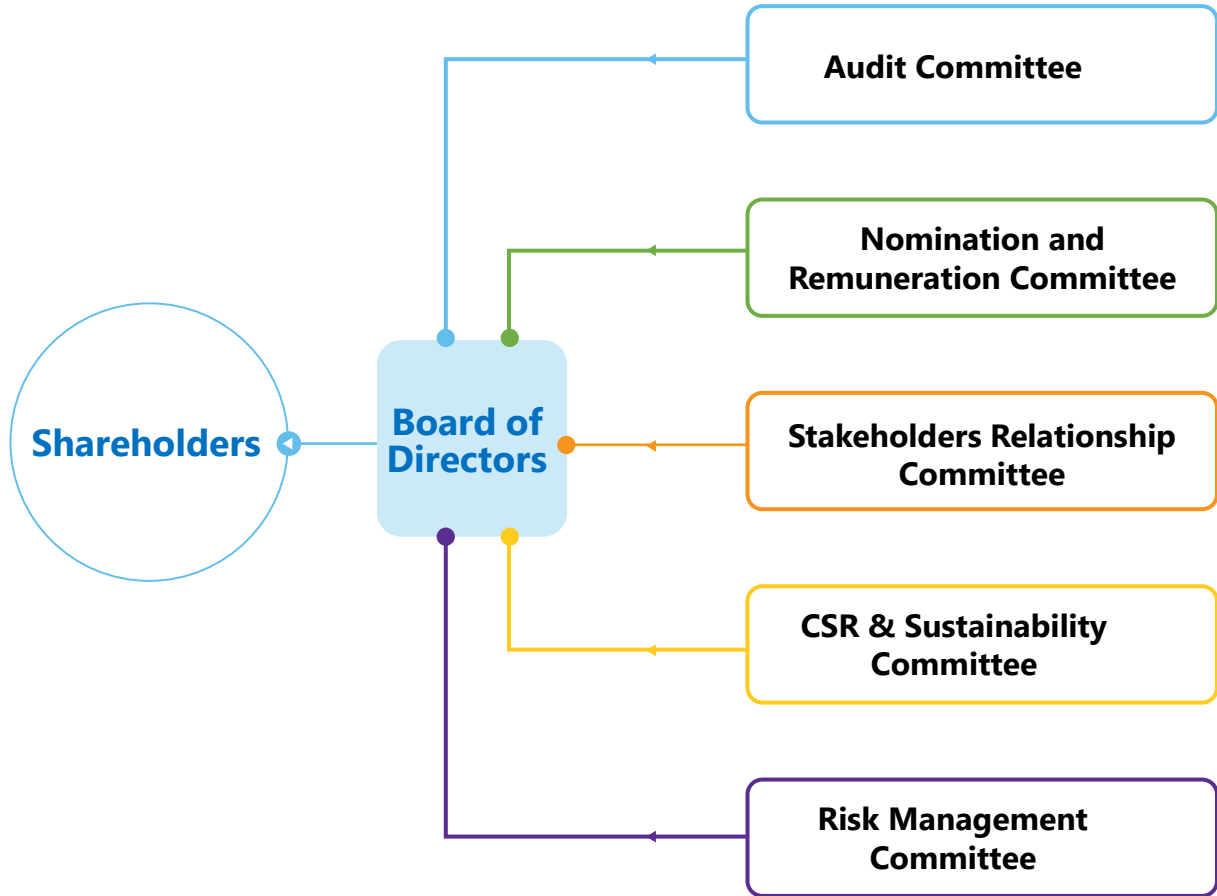 Audit Committee
Nomination and
Remuneration Committee
Shareholders
Board of
Directors
Stakeholders Relationship
Committee
CSR & Sustainability
Committee
Risk Management
Committee